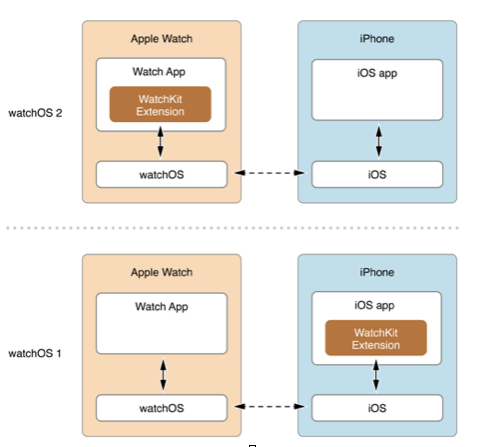 Apple Watch
iPhone
Watch App
iOS app
WatchKit
Extension
watchOS 2
watchOS
iOS
Apple Watch
iPhone
Watch App
iOS app
WatchKit
Extension
watchOS 1
watchOS
iOS